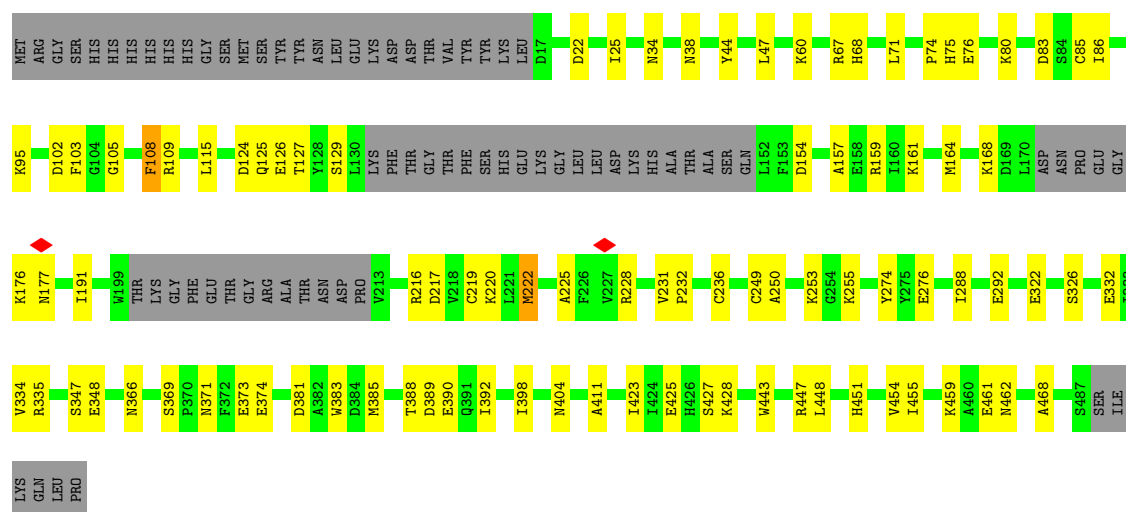 MET ARG GLY SER HIS HIS HIS HIS HIS HIS GLY SER MET SER TYR TYR ASN LEU GLU LYS ASP ASP THR VAL TYR TYR LYS LEU D17 D22 I25 N34 N38 Y44 L47 K60 R67 H68 L71 P74 H75 E76 K80 D83 S84 C85 I86
K95 D102 F103 G104 G105 F108 R109 L115 D124 Q125 E126 T127 Y128 S129 L130 LYS PHE THR GLY THR PHE SER HIS GLU LYS GLY LEU LEU ASP LYS HIS ALA THR ALA SER GLN L152 F153 D154 A157 E158 R159 I160 K161 M164 K168 D169 L170 ASP ASN PRO GLU GLY
K176 N177 I191 W199 THR LYS GLY PHE GLU THR GLY ARG ALA THR ASN ASP PRO V213 R216 D217 V218 C219 K220 L221 M222 A225 F226 V227 R228 V231 P232 C236 C249 A250 K253 G254 K255 Y274 Y275 E276 I288 E292 E322 S326 E332
V334 R335 S347 E348 N366 S369 P370 N371 F372 E373 E374 D381 A382 W383 D384 M385 T388 D389 E390 Q391 I392 I398 N404 A411 I423 I424 E425 H426 S427 K428 W443 R447 L448 H451 V454 I455 K459 A460 E461 N462 A468 S487 SER ILE
LYS GLN LEU PRO